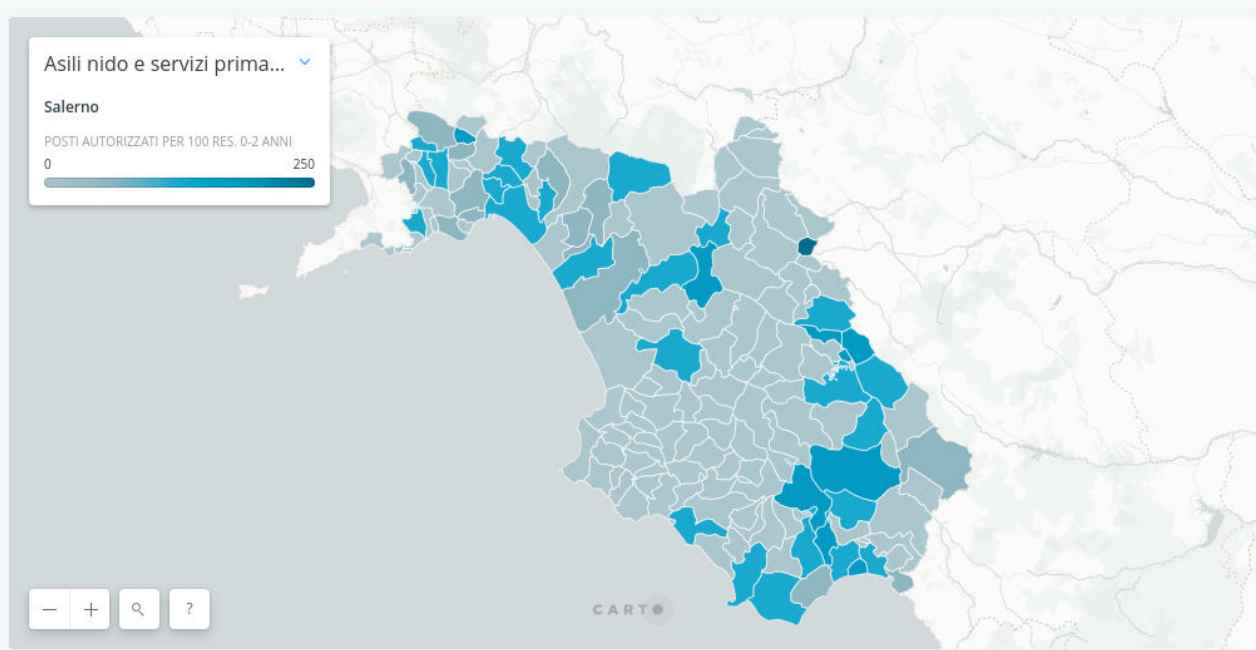 Asili nido e servizi prima...
Salerno
POSTI AUTORIZZATI PER 100 RES. 0-2 ANNI
0 250
?
CARTO